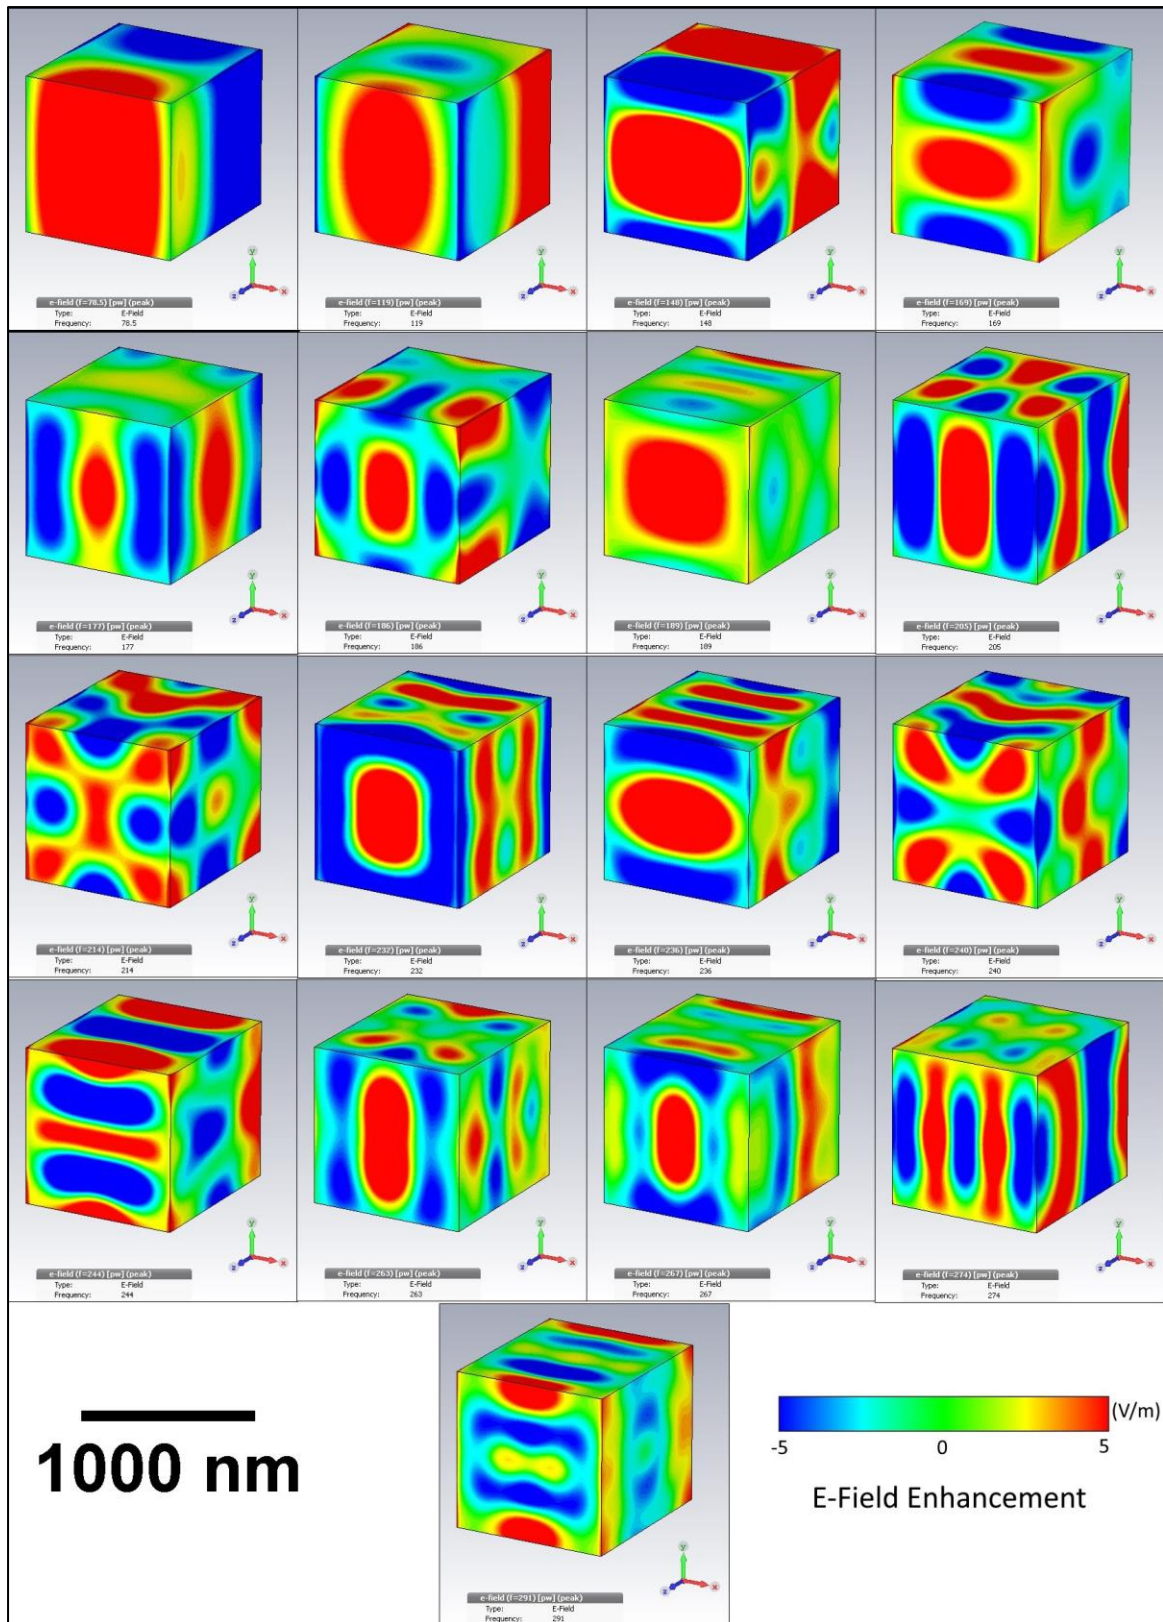 y
z
x
e-field (f=78.5) [pw] (peak)
Type: E-Field
Frequency: 78.5
y
z
x
e-field (f=119) [pw] (peak)
Type: E-Field
Frequency: 119
y
z
x
e-field (f=148) [pw] (peak)
Type: E-Field
Frequency: 148
y
z
x
e-field (f=169) [pw] (peak)
Type: E-Field
Frequency: 169
y
z
x
e-field (f=177) [pw] (peak)
Type: E-Field
Frequency: 177
y
z
x
e-field (f=186) [pw] (peak)
Type: E-Field
Frequency: 186
y
z
x
e-field (f=189) [pw] (peak)
Type: E-Field
Frequency: 189
y
z
x
e-field (f=205) [pw] (peak)
Type: E-Field
Frequency: 205
y
z
x
e-field (f=214) [pw] (peak)
Type: E-Field
Frequency: 214
y
z
x
e-field (f=232) [pw] (peak)
Type: E-Field
Frequency: 232
y
z
x
e-field (f=236) [pw] (peak)
Type: E-Field
Frequency: 236
y
z
x
e-field (f=240) [pw] (peak)
Type: E-Field
Frequency: 240
y
z
x
e-field (f=244) [pw] (peak)
Type: E-Field
Frequency: 244
y
z
x
e-field (f=263) [pw] (peak)
Type: E-Field
Frequency: 263
y
z
x
e-field (f=267) [pw] (peak)
Type: E-Field
Frequency: 267
y
z
x
e-field (f=274) [pw] (peak)
Type: E-Field
Frequency: 274
y
z
x
e-field (f=291) [pw] (peak)
Type: E-Field
Frequency: 291
1000 nm
(V/m)
-5 0 5
E-Field Enhancement